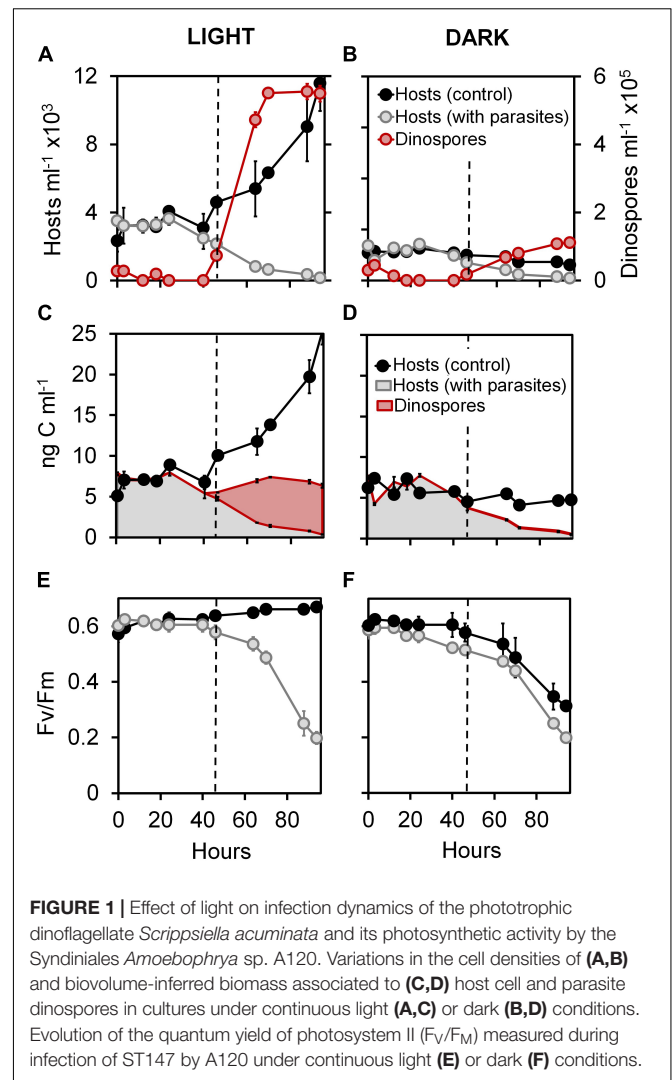 LIGHT
DARK
A
B
12
8
4
0
Hosts ml-1 x10³
Hosts (control)
Hosts (with parasites)
Dinospores
6
4
2
0
Dinospores ml-1 x10⁵
C
D
25
20
15
10
5
0
ng C ml-1
Hosts (control)
Hosts (with parasites)
Dinospores
E
F
0.6
0.4
0.2
0
Fv/Fm
0 20 40 60 80
0 20 40 60 80
Hours
Hours
FIGURE 1 | Effect of light on infection dynamics of the phototrophic
dinoflagellate Scrippsiella acuminata and its photosynthetic activity by the
Syndiniales Amoebophrya sp. A120. Variations in the cell densities of (A,B)
and biovolume-inferred biomass associated to (C,D) host cell and parasite
dinospores in cultures under continuous light (A,C) or dark (B,D) conditions.
Evolution of the quantum yield of photosystem II (FV/FM) measured during
infection of ST147 by A120 under continuous light (E) or dark (F) conditions.